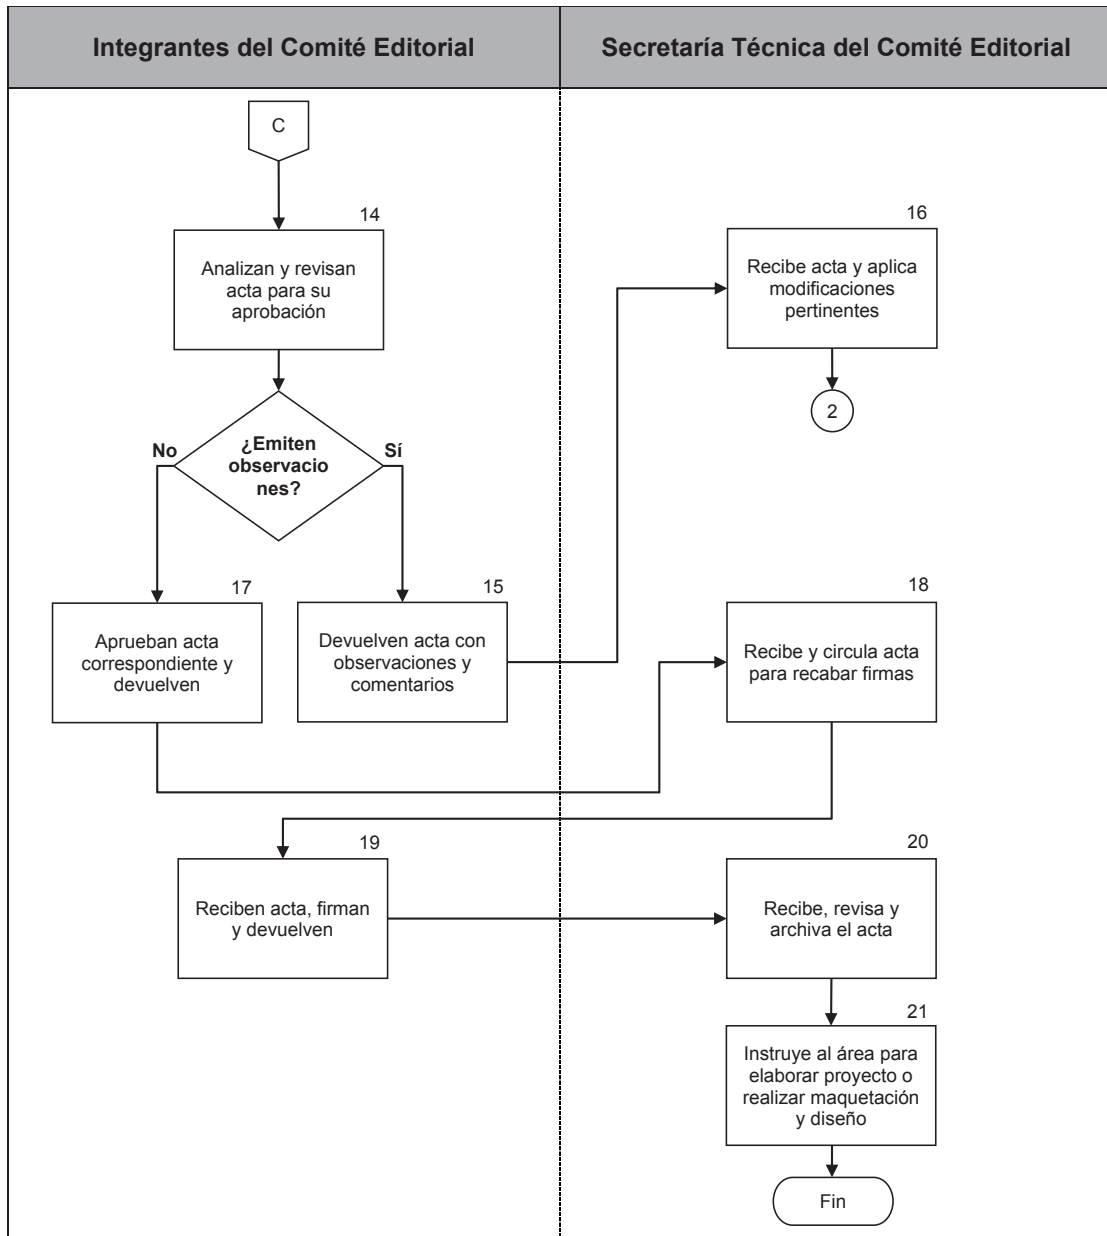 Integrantes del Comité Editorial
Secretaría Técnica del Comité Editorial
C
14
Analizan y revisan
acta para su
aprobación
16
Recibe acta y aplica
modificaciones
pertinentes
2
No
¿Emiten
observacio
nes?
Sí
17
Aprueban acta
correspondiente y
devuelven
15
Devuelven acta con
observaciones y
comentarios
18
Recibe y circula acta
para recabar firmas
19
Reciben acta, firman
y devuelven
20
Recibe, revisa y
archiva el acta
21
Instruye al área para
elaborar proyecto o
realizar maquetación
y diseño
Fin